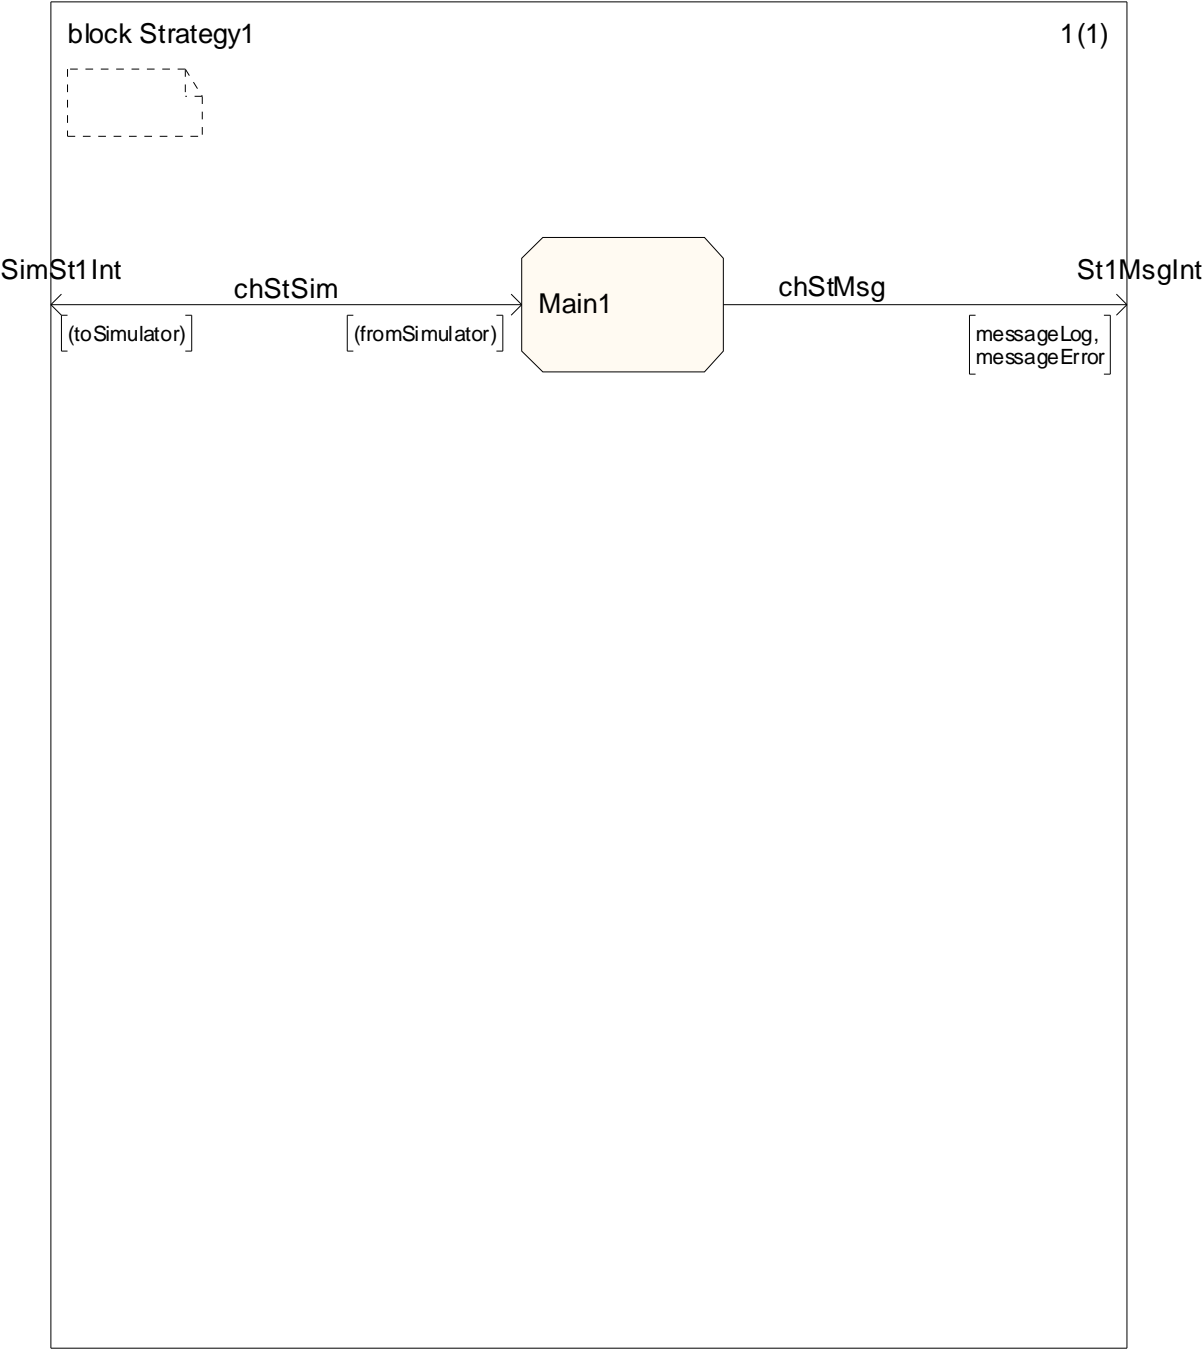 block Strategy1
1(1)
SimSt1Int
St1MsgInt
chStSim
chStMsg
Main1
(toSimulator)
(fromSimulator)
messageLog,
messageError